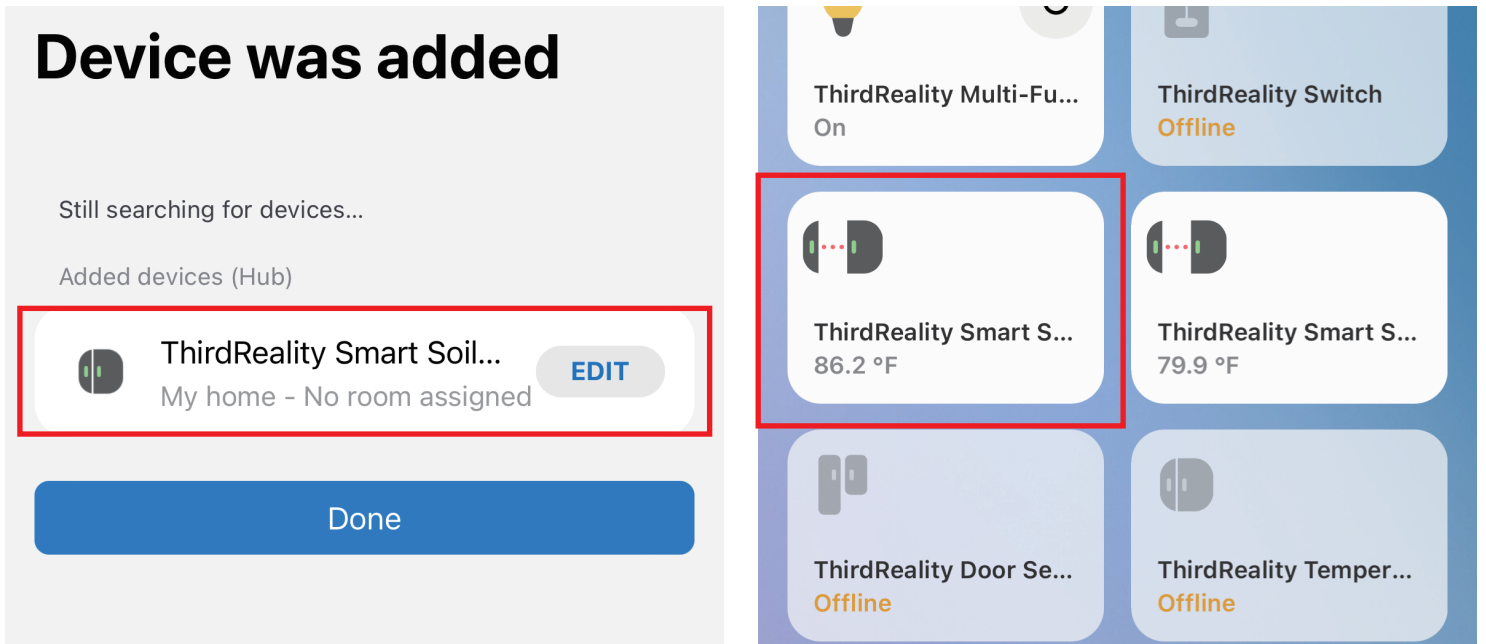 Device was added
Still searching for devices...
Added devices (Hub)
ThirdReality Smart Soil...
My home - No room assigned
EDIT
Done
ThirdReality Multi-Fu...
On
ThirdReality Switch
Offline
ThirdReality Smart S...
86.2 °F
ThirdReality Smart S...
79.9 °F
ThirdReality Door Se...
Offline
ThirdReality Temper...
Offline